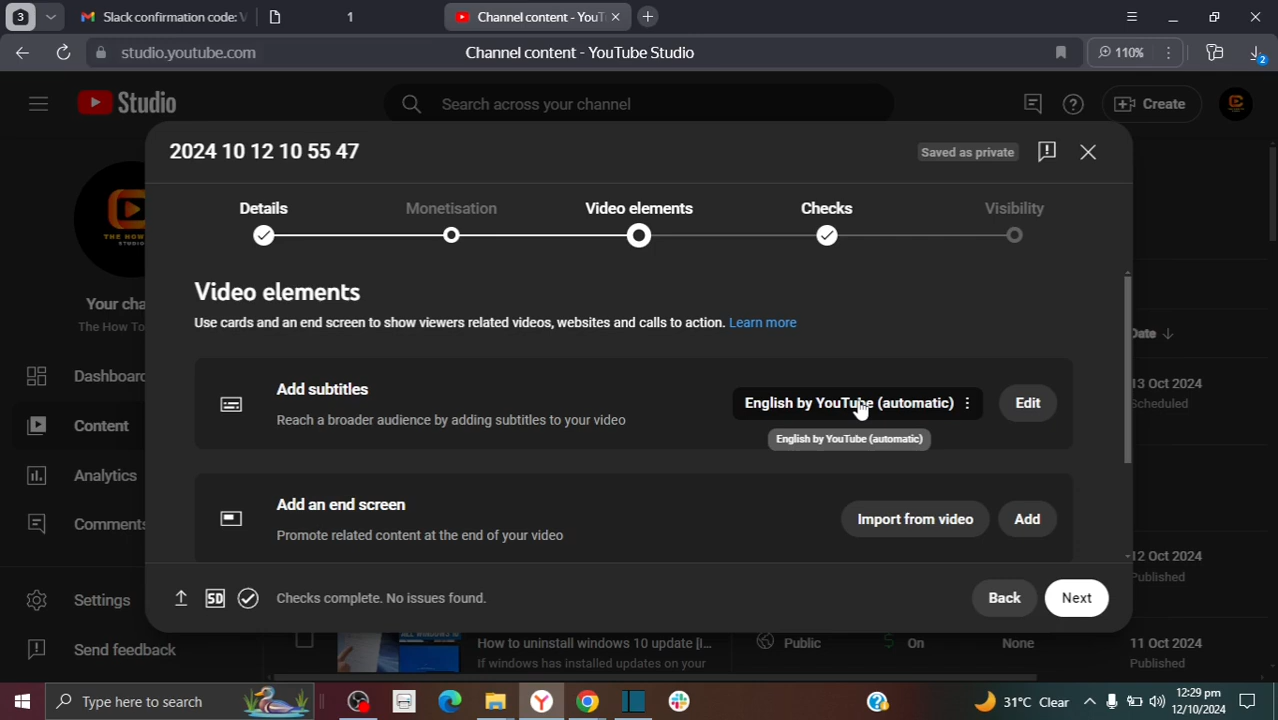 3
Slack confirmation code: V
1
Channel content - YouT
studio.youtube.com
Channel content - YouTube Studio
110%
2
Studio
Search across your channel
Create
2024 10 12 10 55 47
Saved as private
Details
Monetisation
Video elements
Checks
Visibility
THE HOW
STUDIO
Your cha
The How To
Dashboard
Content
Analytics
Comments
Settings
Send feedback
Video elements
Use cards and an end screen to show viewers related videos, websites and calls to action. Learn more
Add subtitles
Reach a broader audience by adding subtitles to your video
English by YouTube (automatic)
Edit
English by YouTube (automatic)
Add an end screen
Promote related content at the end of your video
Import from video
Add
SD
Checks complete. No issues found.
Back
Next
Date
13 Oct 2024
Scheduled
12 Oct 2024
Published
How to uninstall windows 10 update [I...
If windows has installed updates on your
Public
$
On
None
11 Oct 2024
Published
Type here to search
31°C Clear
12:29 pm
12/10/2024